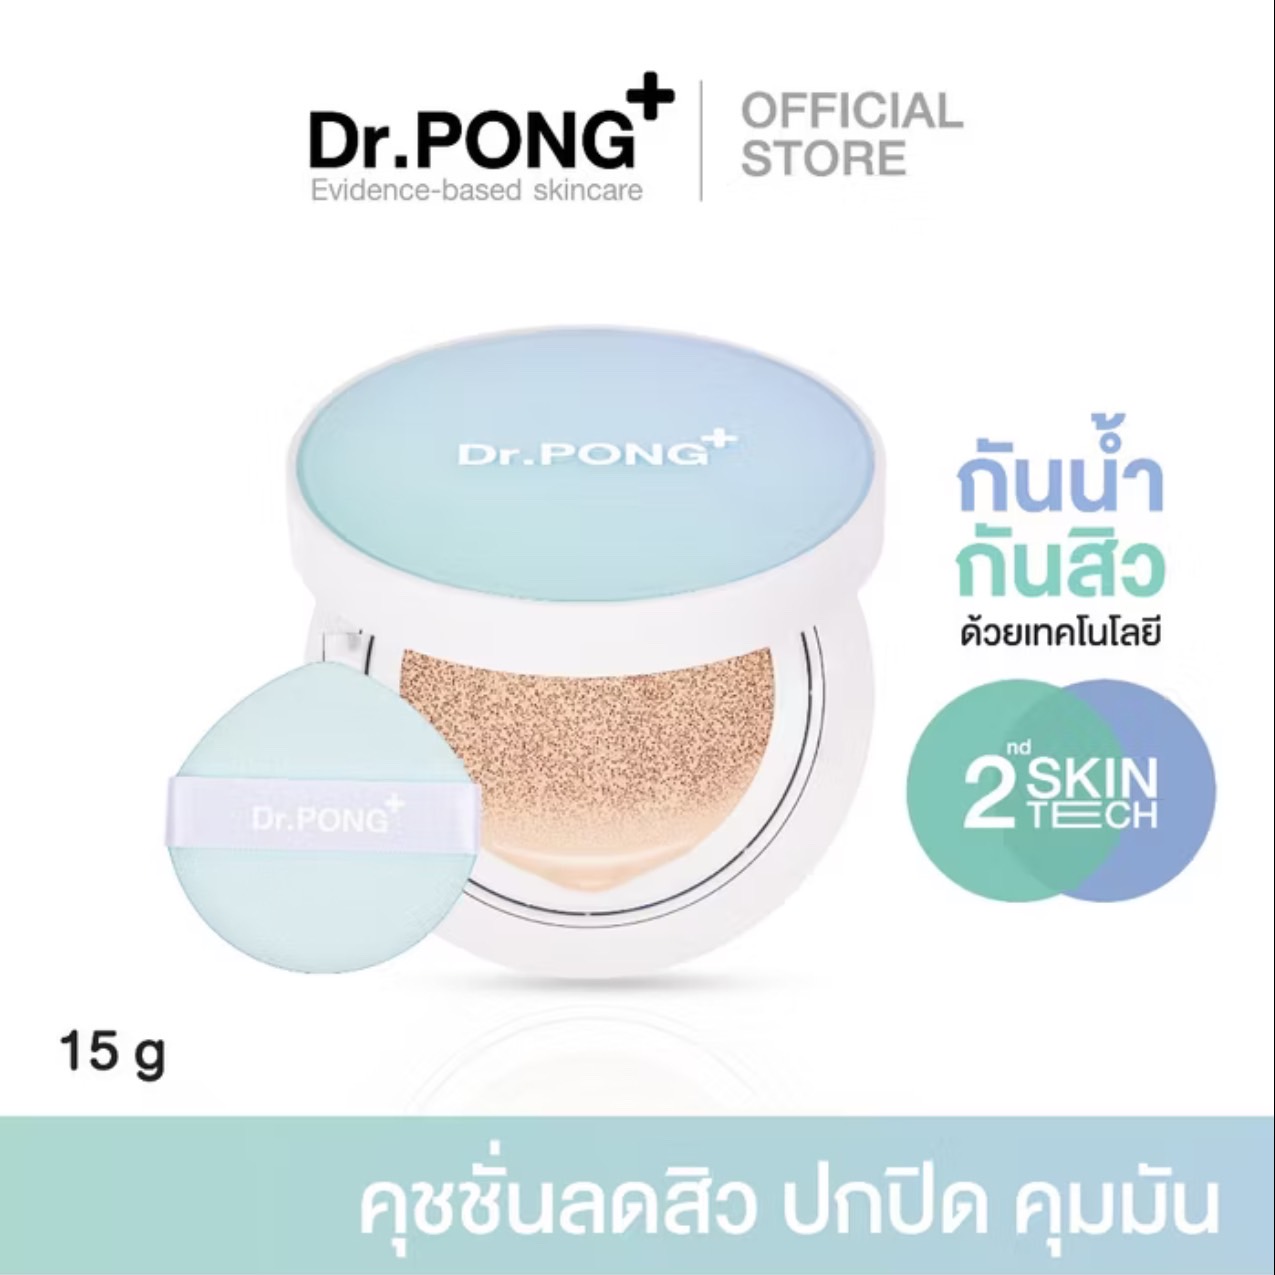 Dr.PONG+
Evidence-based skincare
OFFICIAL
STORE
Dr.PONG+
กันน้ำ
กันสิว
ด้วยเทคโนโลยี
2nd SKIN
TECH
Dr.PONG+
15 g
คุชชั่นลดสิว ปกปิด คุมมัน